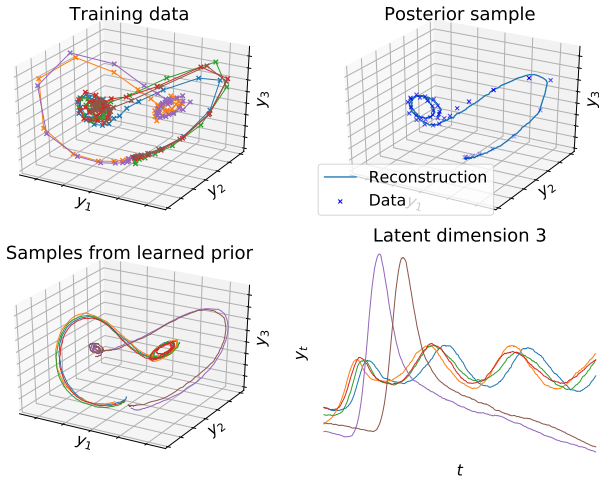 Training data
y₁
y₂
y₃
Posterior sample
y₁
y₂
y₃
Reconstruction
Data
Samples from learned prior
y₁
y₂
y₃
Latent dimension 3
yₜ
t